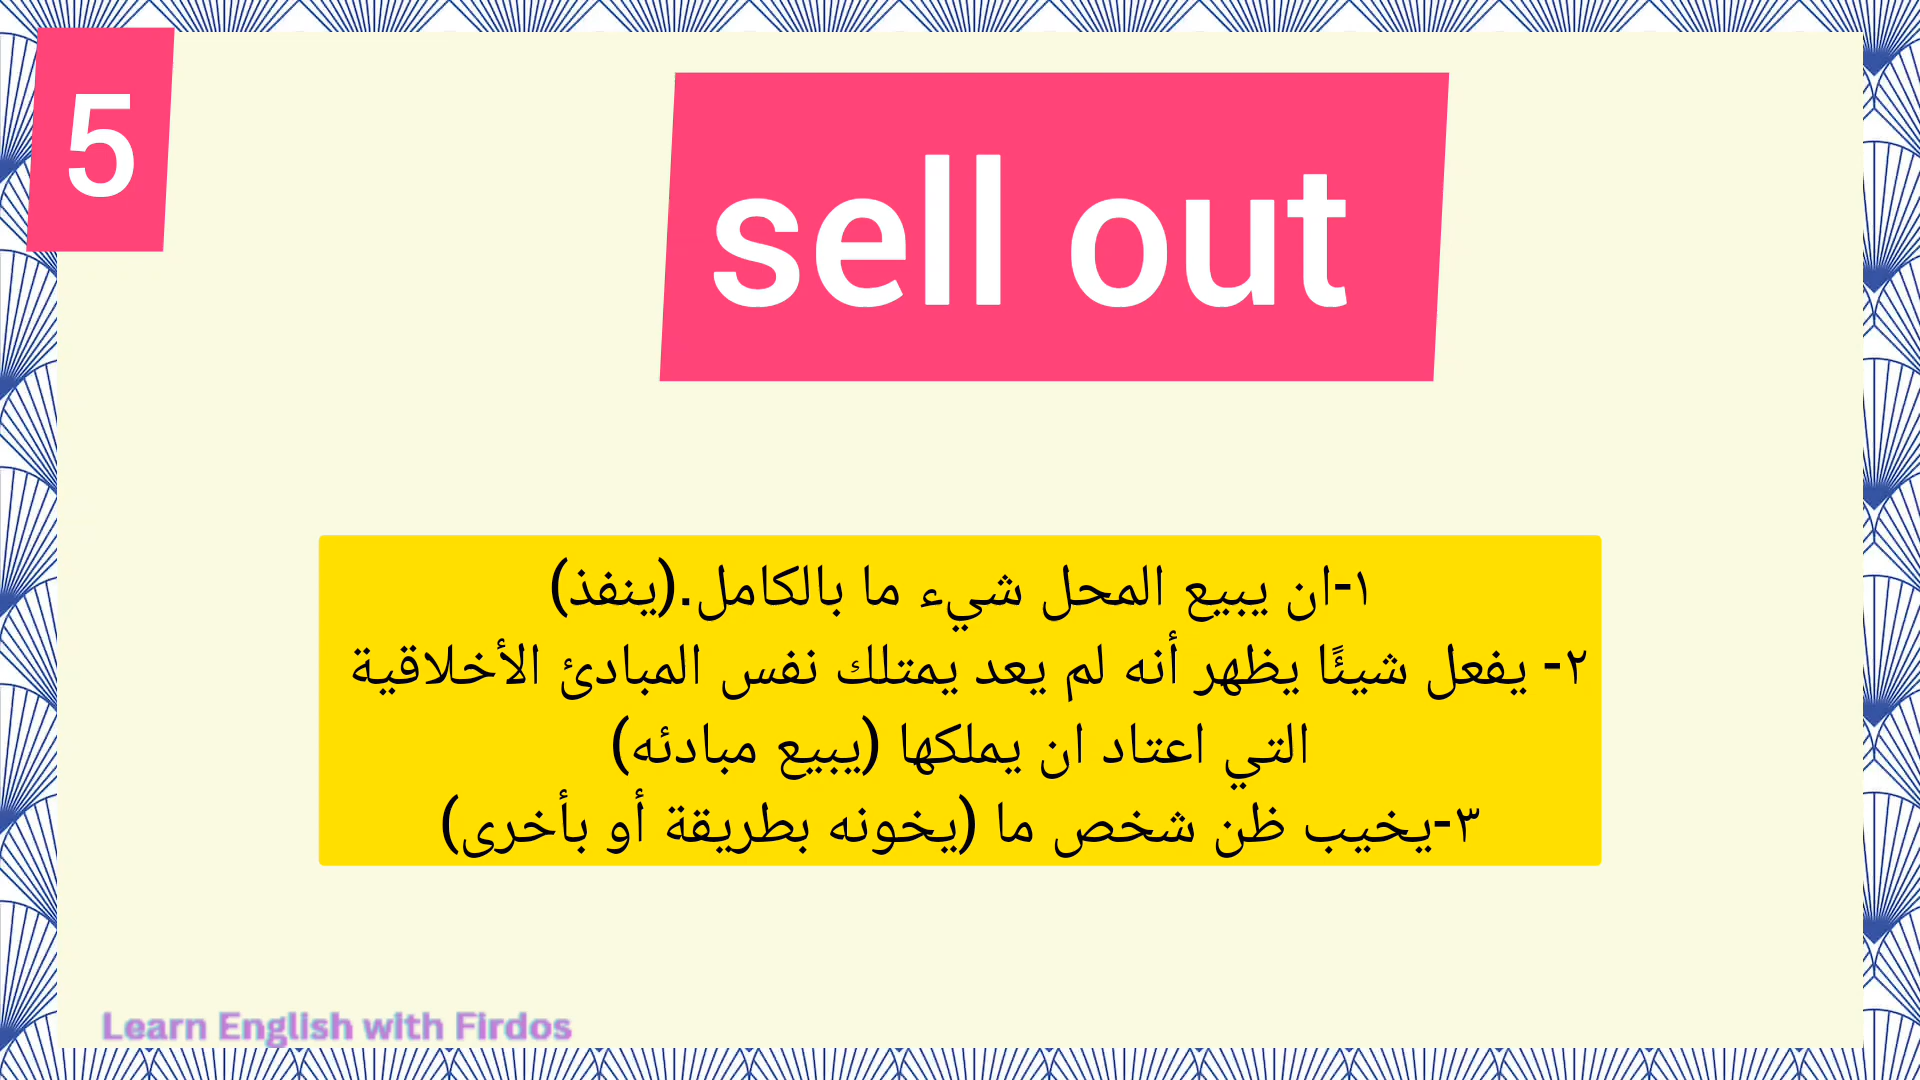 5
sell out
١-ان يبيع المحل شيء ما بالكامل.(ينفذ)
٢- يفعل شيئًا يظهر أنه لم يعد يمتلك نفس المبادئ الأخلاقية
التي اعتاد ان يملكها (يبيع مبادئه)
٣-يخيب ظن شخص ما (يخونه بطريقة أو بأخرى)
Learn English with Firdos